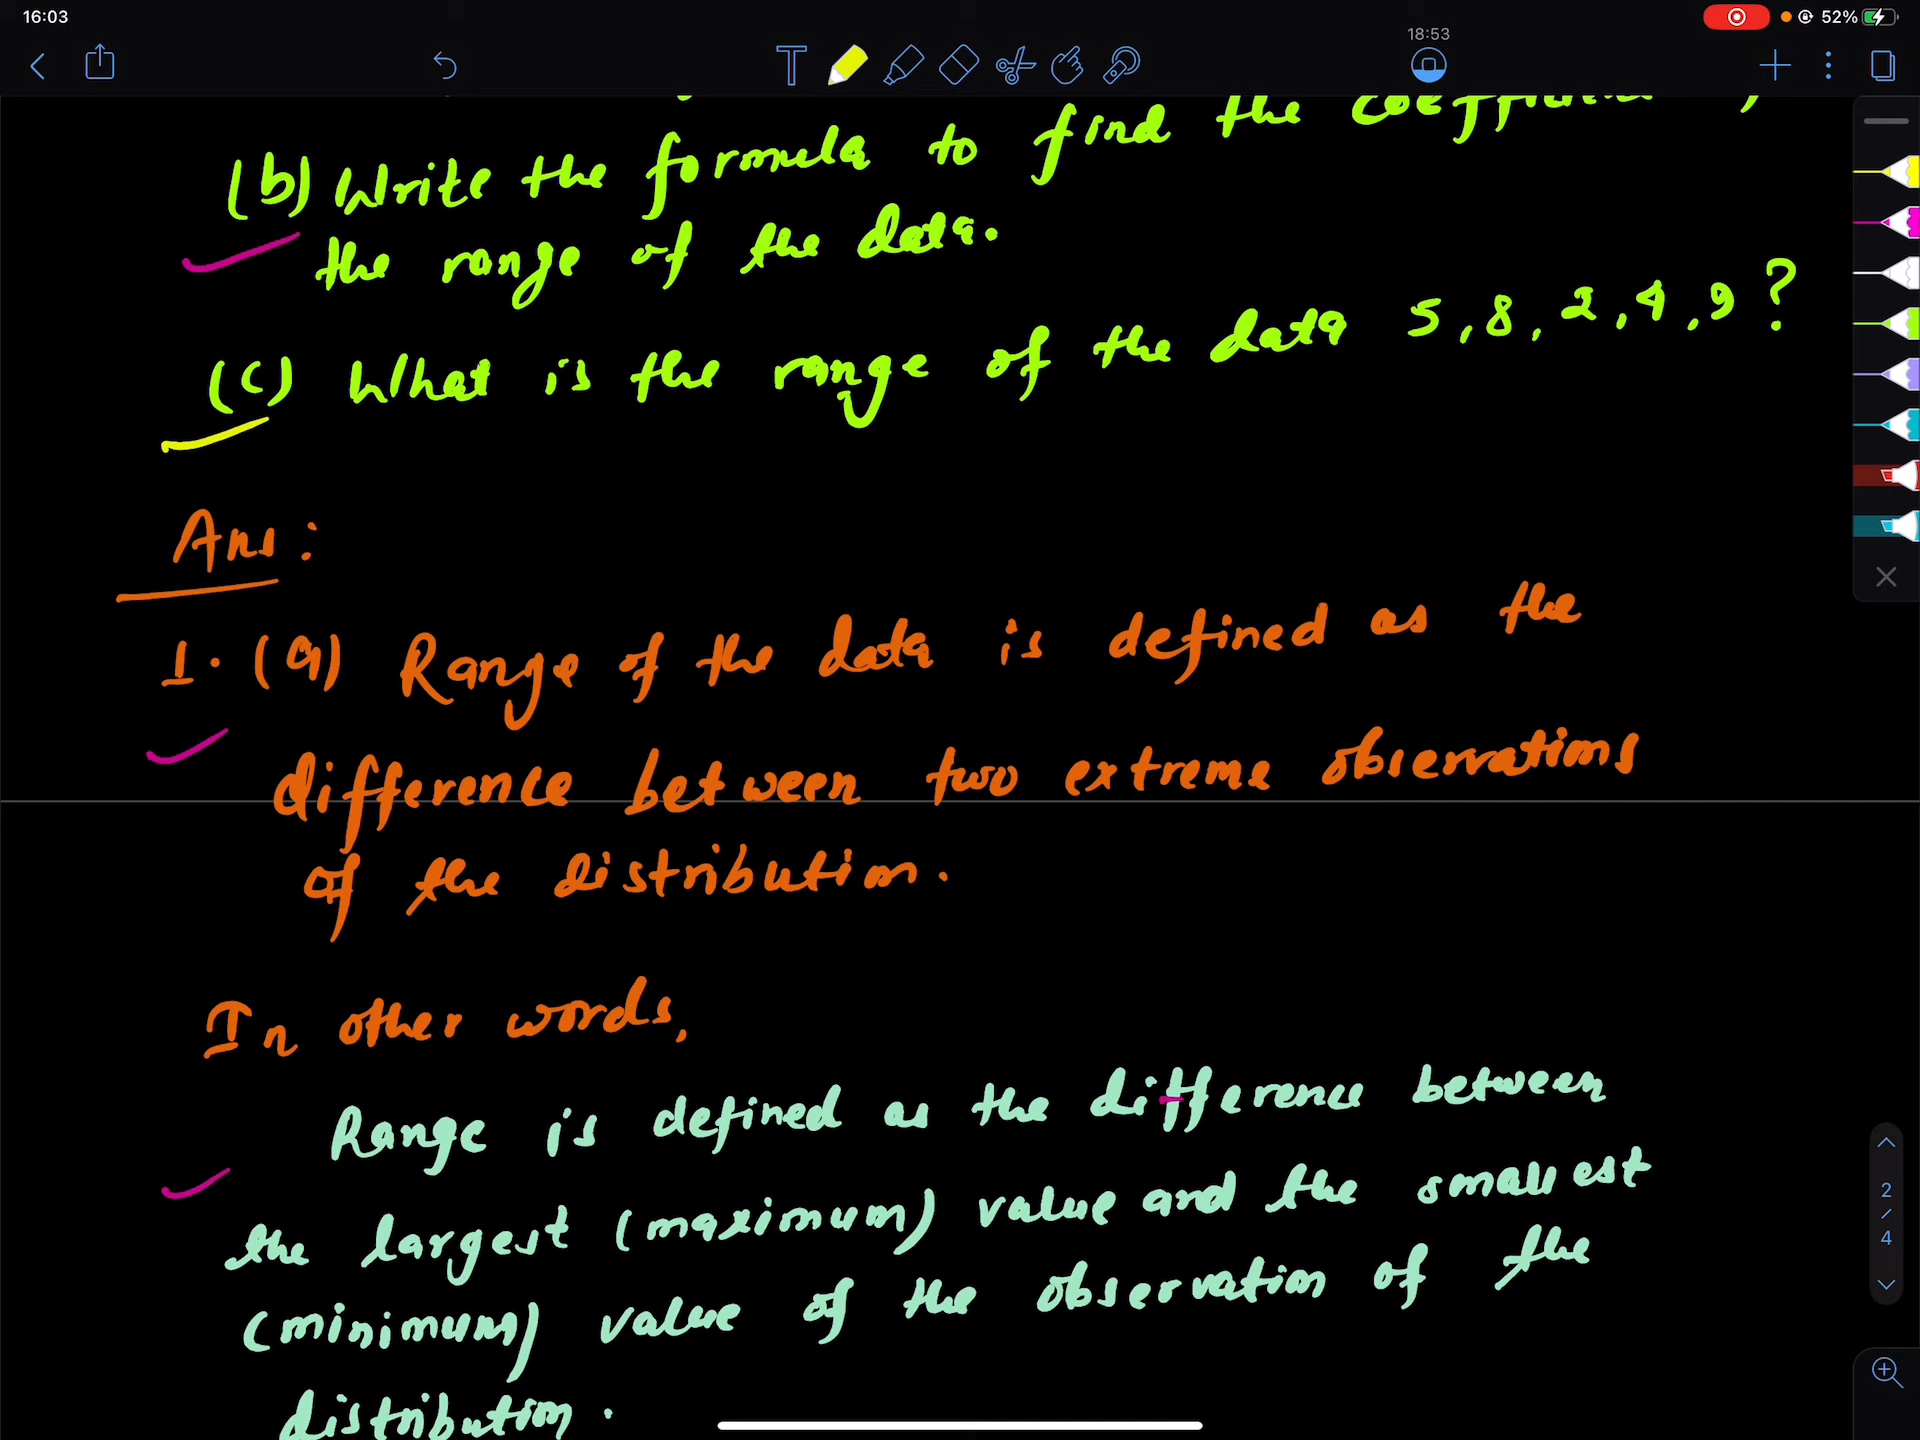 16:03
52%
18:53
(b) Write the formula to find the coefficient
the range of the data.
(c) What is the range of the data 5, 8, 2, 4, 9 ?
Ans:
1. (a) Range of the data is defined as the
difference between two extreme observations
of the distribution.
In other words,
Range is defined as the difference between
the largest (maximum) value and the smallest
(minimum) value of the observation of the
distribution.
2
/
4